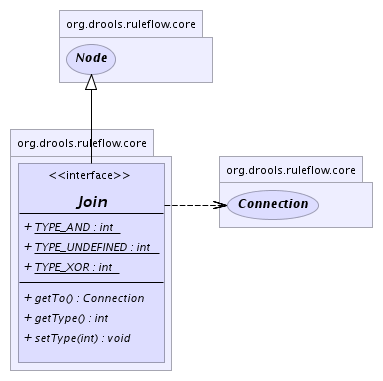 org.drools.ruleflow.core
Node
org.drools.ruleflow.core
<<interface>>
Join
+ TYPE_AND : int
+ TYPE_UNDEFINED : int
+ TYPE_XOR : int
+ getTo() : Connection
+ getType() : int
+ setType(int) : void
org.drools.ruleflow.core
Connection